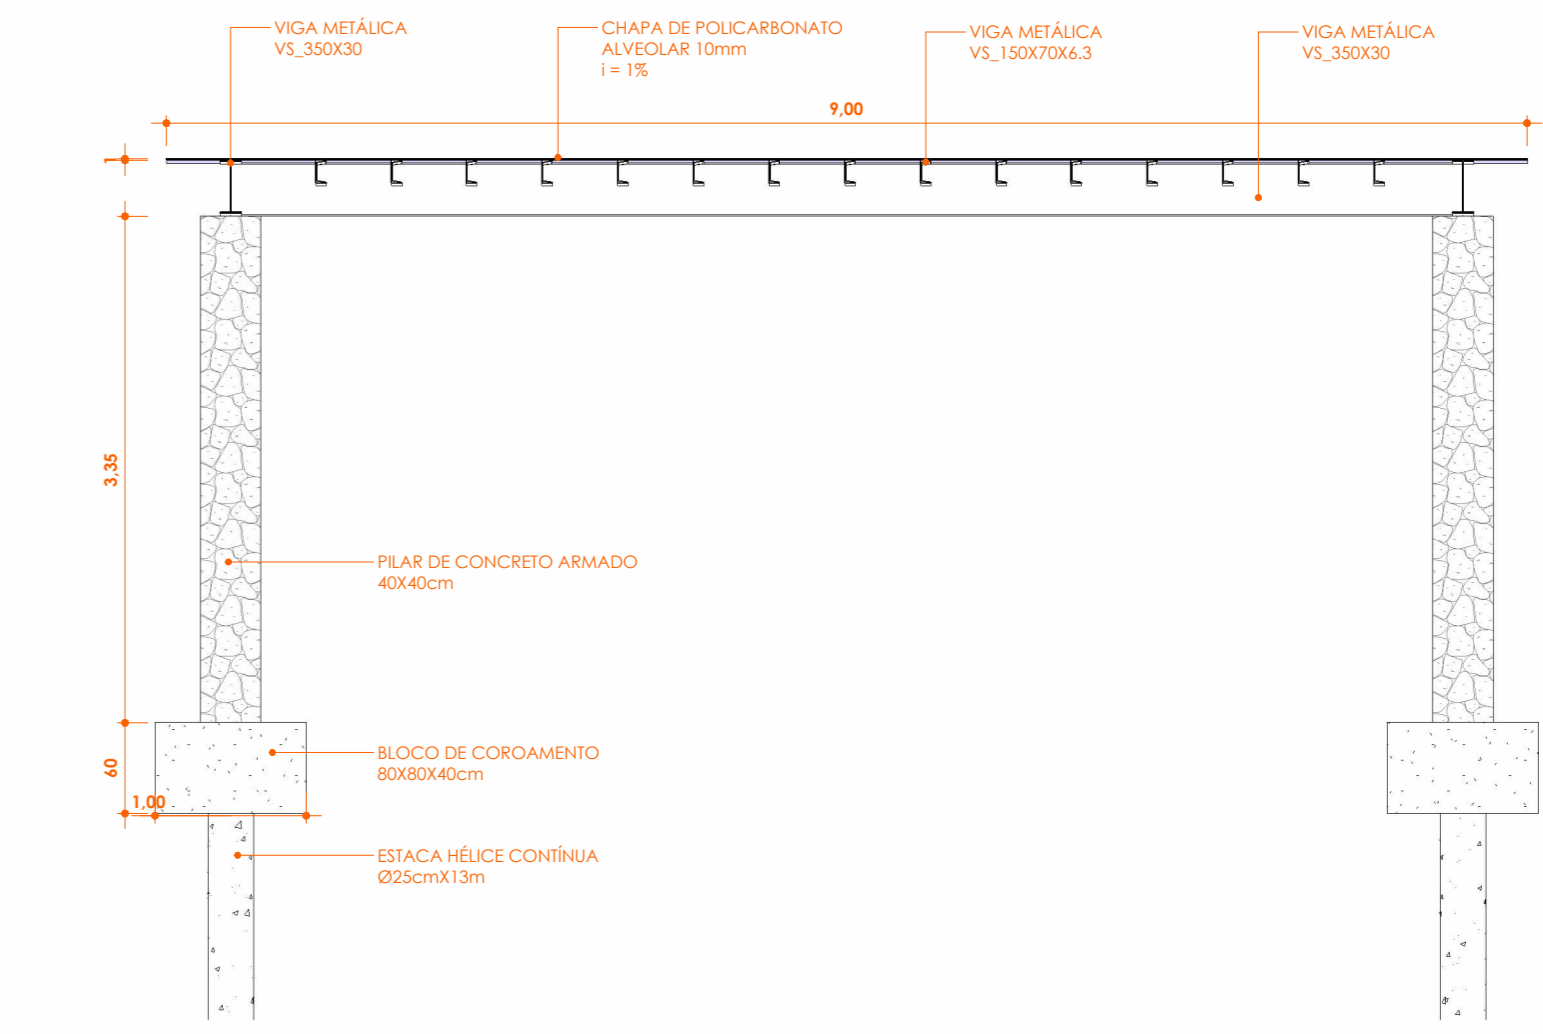 VIGA METÁLICA
VS_350X30
CHAPA DE POLICARBONATO
ALVEOLAR 10mm
i = 1%
VIGA METÁLICA
VS_150X70X6.3
VIGA METÁLICA
VS_350X30
9,00
1
3,35
PILAR DE CONCRETO ARMADO
40X40cm
BLOCO DE COROAMENTO
80X80X40cm
60
1,00
ESTACA HÉLICE CONTÍNUA
Ø25cmX13m